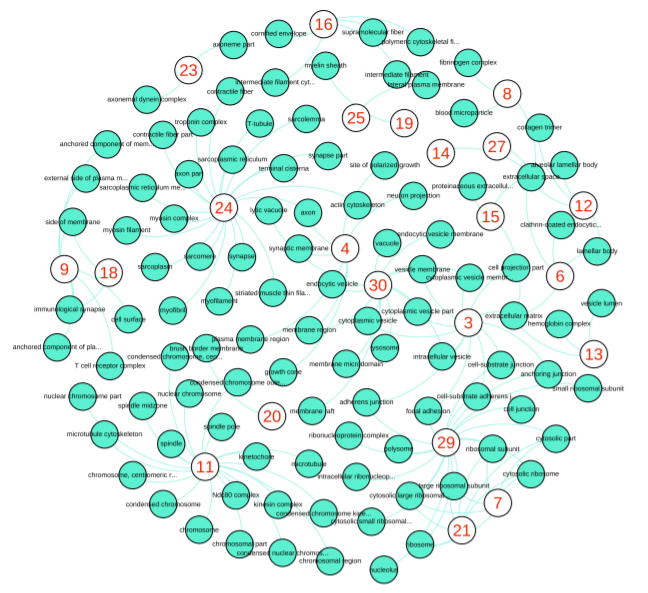 16
supramolecular fiber
cornified envelope
polymeric cytoskeletal fi...
axoneme part
fibrinogen complex
myelin sheath
23
intermediate filament
lateral plasma membrane
intermediate filament cyt...
contractile fiber
8
axonemal dynein complex
blood microparticle
25
19
troponin complex
T-tubule
sarcolemma
collagen trimer
contractile fiber part
anchored component of mem...
14
27
synapse part
sarcoplasmic reticulum
terminal cisterna
site of polarized growth
alveolar lamellar body
axon part
extracellular space
external side of plasma m...
sarcoplasmic reticulum me...
proteinaceous extracellul...
neuron projection
24
lytic vacuole
axon
actin cytoskeleton
12
15
side of membrane
myosin complex
myosin filament
clathrin-coated endocytic...
endocytic vesicle membrane
synaptic membrane
4
vacuole
lamellar body
sarcomere
synapse
9
18
sarcoplasm
vesicle membrane
cell projection part
cytoplasmic vesicle membr...
6
endocytic vesicle
30
striated muscle thin fila...
myofilament
vesicle lumen
immunological synapse
myofibril
cell surface
cytoplasmic vesicle part
extracellular matrix
cytoplasmic vesicle
3
hemoglobin complex
membrane region
plasma membrane region
anchored component of pla...
brush border membrane
condensed chromosome, cen...
lysosome
intracellular vesicle
13
T cell receptor complex
membrane microdomain
cell-substrate junction
growth cone
anchoring junction
condensed chromosome oute...
small ribosomal subunit
nuclear chromosome part
nuclear chromosome
cell-substrate adherens j
spindle midzone
adherens junction
membrane raft
focal adhesion
cell junction
20
spindle pole
microtubule cytoskeleton
ribonucleoprotein complex
spindle
29
cytosolic part
polysome
ribosomal subunit
kinetochore
microtubule
11
chromosome, centromeric r...
intracellular ribonucleop...
cytosolic ribosome
large ribosomal subunit
cytosolic large ribosomal...
Ndc80 complex
condensed chromosome
kinesin complex
7
condensed chromosome kine...
cytosolic small ribosomal...
chromosome
21
chromosomal part
ribosome
condensed nuclear chromos...
chromosomal region
nucleolus